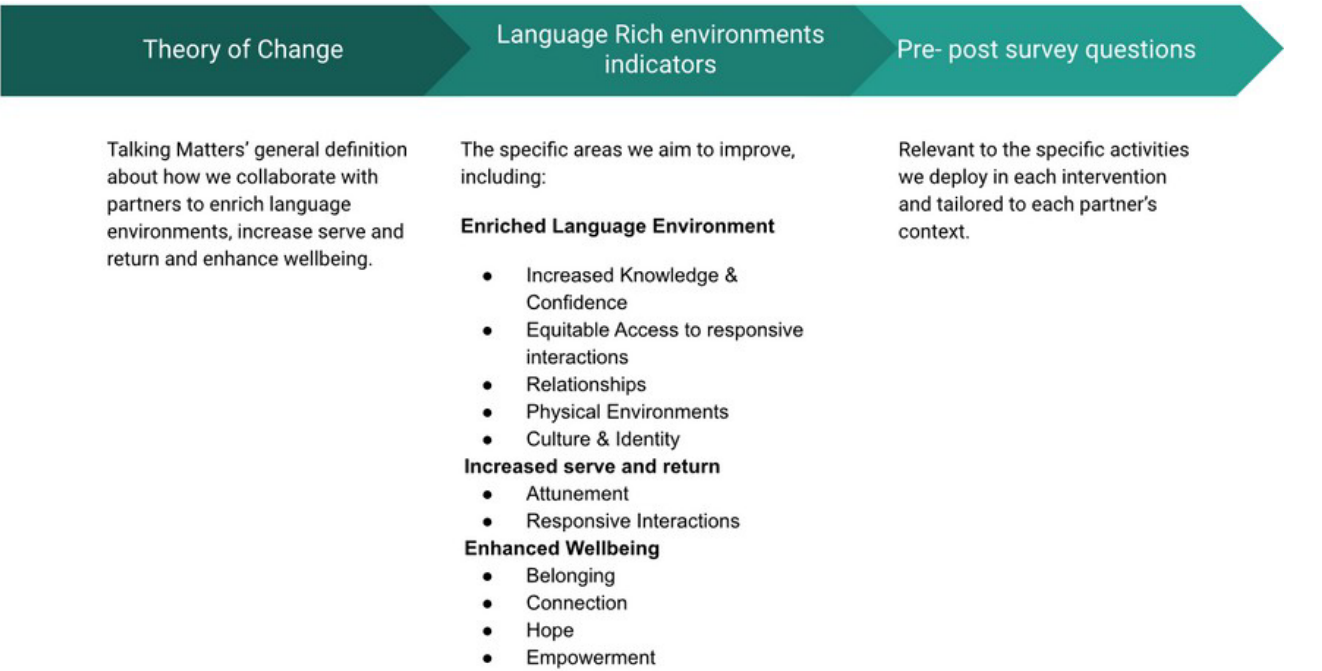 Theory of Change
Language Rich environments
indicators
Pre- post survey questions
Talking Matters’ general definition
about how we collaborate with
partners to enrich language
environments, increase serve and
return and enhance wellbeing.
The specific areas we aim to improve,
including:
Enriched Language Environment
● Increased Knowledge &
Confidence
● Equitable Access to responsive
interactions
● Relationships
● Physical Environments
● Culture & Identity
Increased serve and return
● Attunement
● Responsive Interactions
Enhanced Wellbeing
● Belonging
● Connection
● Hope
● Empowerment
Relevant to the specific activities
we deploy in each intervention
and tailored to each partner’s
context.